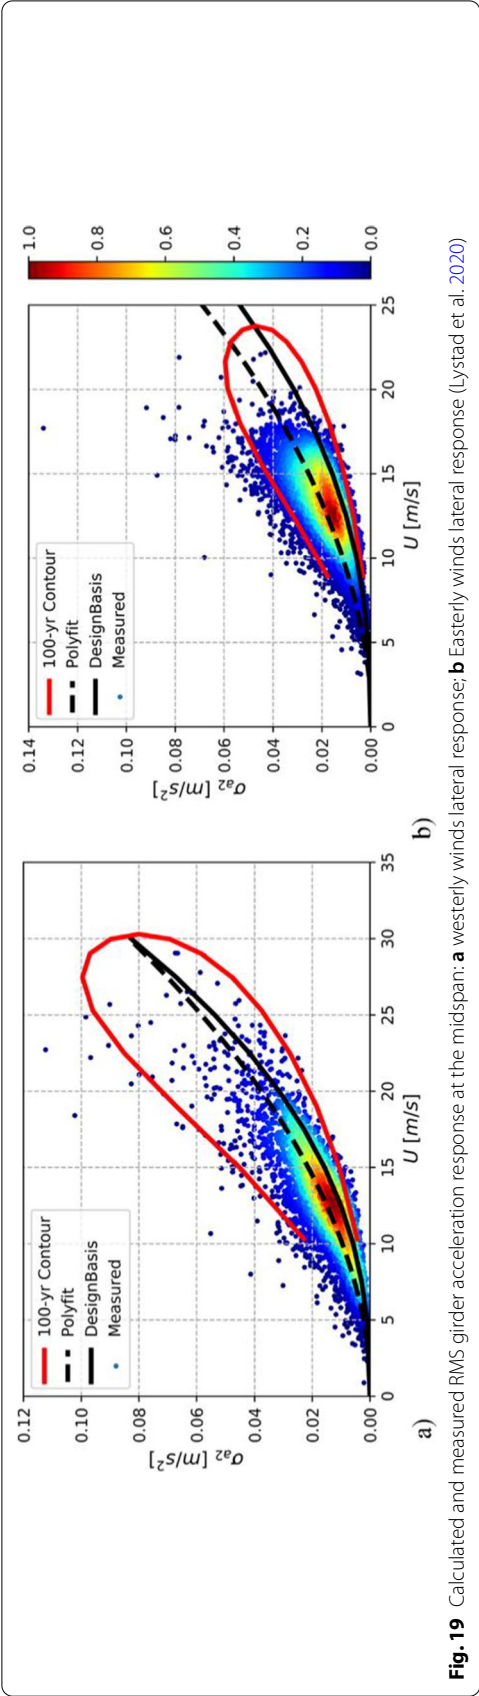 0.12
0.10
0.08
0.06
0.04
0.02
0.00
σa2 [m/s²]
100-yr Contour
Polyfit
DesignBasis
Measured
0
5
10
15
20
25
30
35
U [m/s]
a)
0.14
0.12
0.10
0.08
0.06
0.04
0.02
0.00
σa2 [m/s²]
100-yr Contour
Polyfit
DesignBasis
Measured
0
5
10
15
20
25
U [m/s]
b)
1.0
0.8
0.6
0.4
0.2
0.0
Fig. 19 Calculated and measured RMS girder acceleration response at the midspan: a westerly winds lateral response; b Easterly winds lateral response (Lystad et al. 2020)